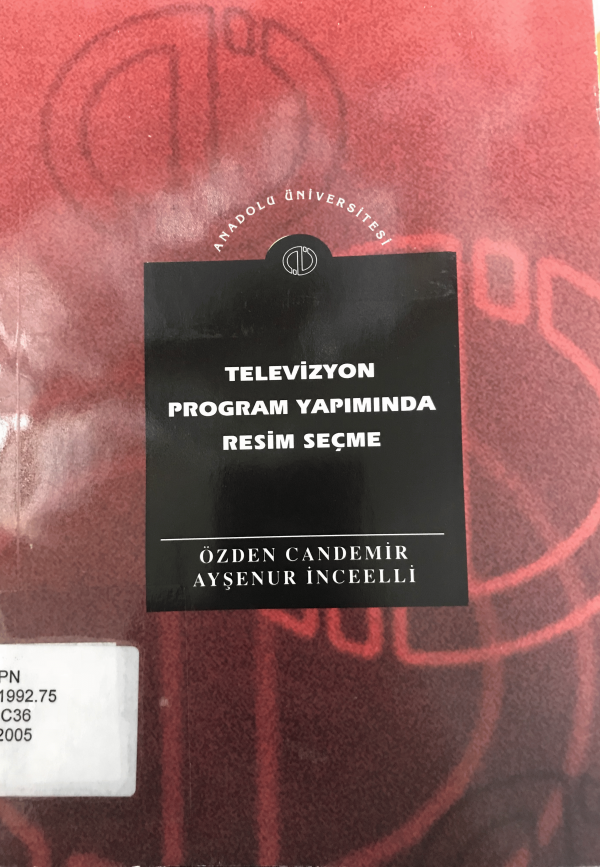 ANADOLU ÜNİVERSİTESİ
TELEVİZYON
PROGRAM YAPIMINDA
RESİM SEÇME
ÖZDEN CANDEMİR
AYŞENUR İNCEELLİ
PN
1992.75
C36
2005